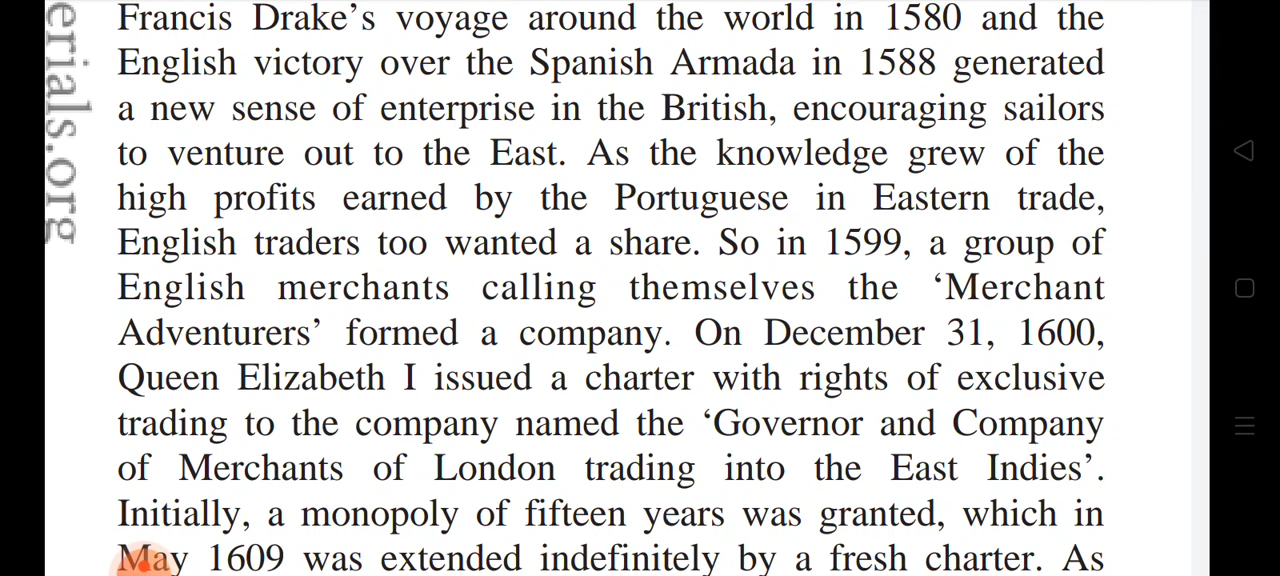 Francis Drake’s voyage around the world in 1580 and the
English victory over the Spanish Armada in 1588 generated
a new sense of enterprise in the British, encouraging sailors
to venture out to the East. As the knowledge grew of the
high profits earned by the Portuguese in Eastern trade,
English traders too wanted a share. So in 1599, a group of
English merchants calling themselves the ‘Merchant
Adventurers’ formed a company. On December 31, 1600,
Queen Elizabeth I issued a charter with rights of exclusive
trading to the company named the ‘Governor and Company
of Merchants of London trading into the East Indies’.
Initially, a monopoly of fifteen years was granted, which in
May 1609 was extended indefinitely by a fresh charter. As
erials.org